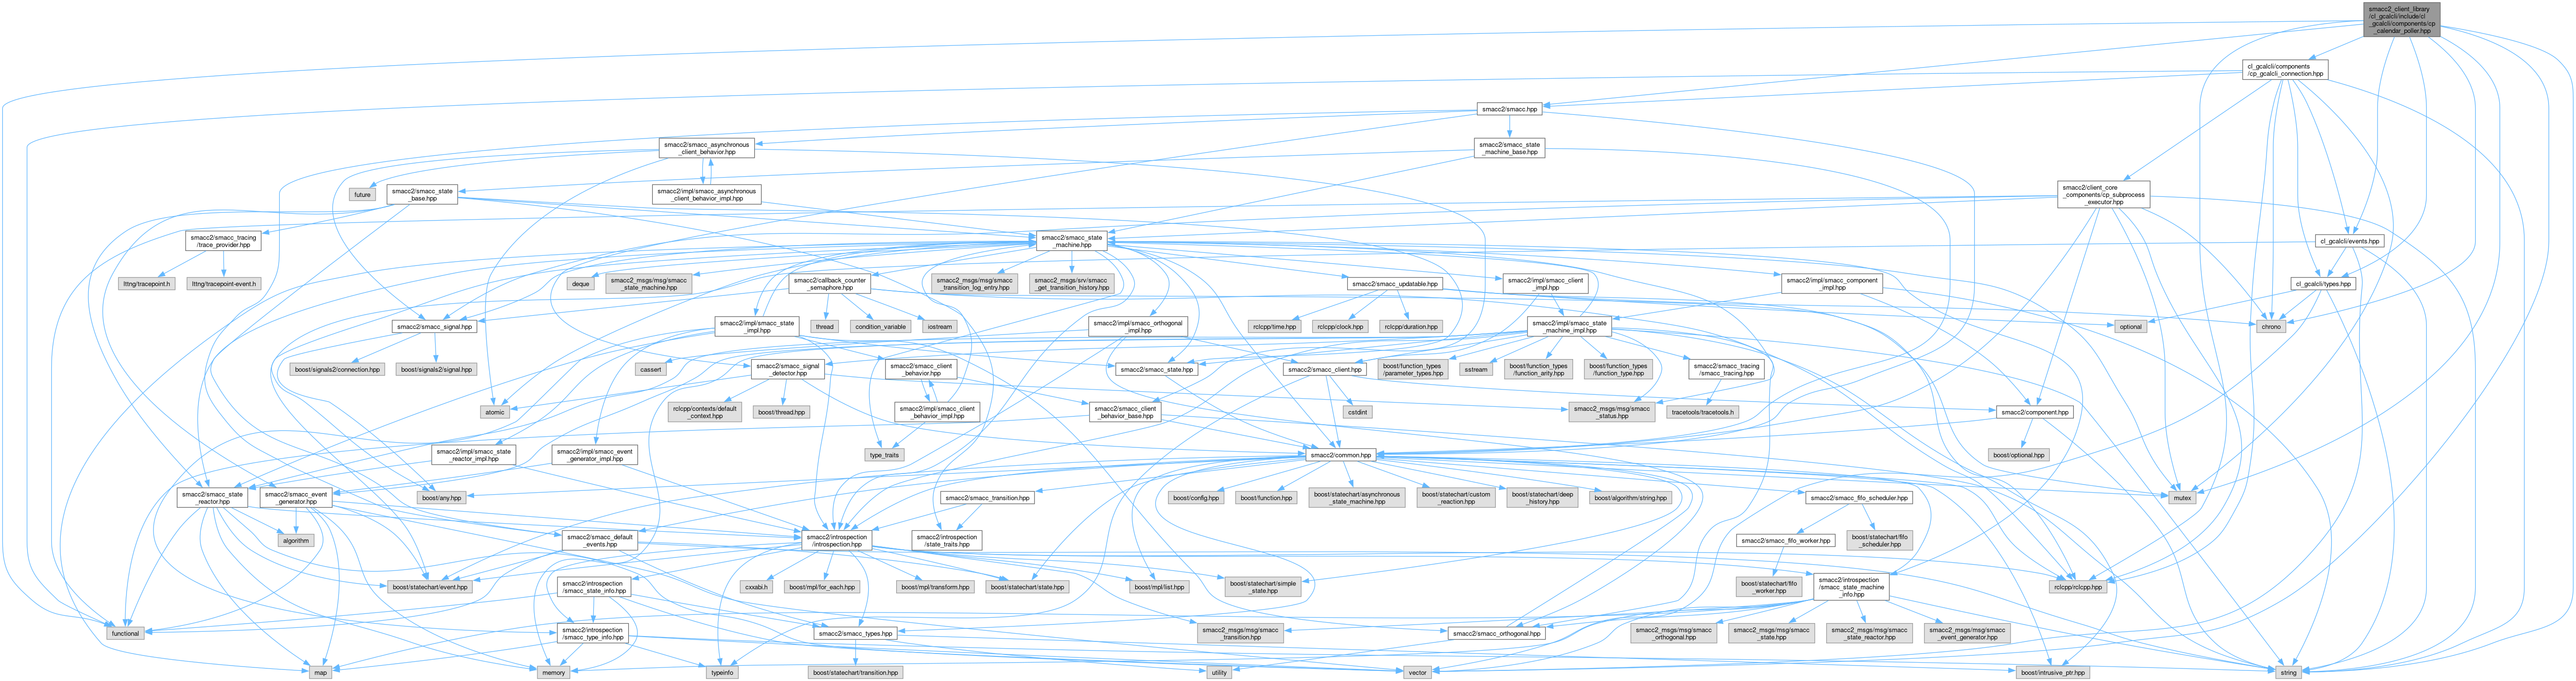 smacc2_client_library
/cl_gcalcli/include/cl
_gcalcli/components/cp
_calendar_poller.hpp
cl_gcalcli/components
/cp_gcalcli_connection.hpp
smacc2/smacc.hpp
smacc2/smacc_asynchronous
_client_behavior.hpp
smacc2/smacc_state
_machine_base.hpp
future
smacc2/smacc_state
_base.hpp
smacc2/impl/smacc_asynchronous
_client_behavior_impl.hpp
smacc2/client_core
_components/cp_subprocess
_executor.hpp
smacc2/smacc_tracing
/trace_provider.hpp
smacc2/smacc_state
_machine.hpp
cl_gcalcli/events.hpp
lttng/tracepoint.h
lttng/tracepoint-event.h
deque
smacc2_msgs/msg/smacc
_state_machine.hpp
smacc2/callback_counter
_semaphore.hpp
smacc2_msgs/msg/smacc
_transition_log_entry.hpp
smacc2_msgs/srv/smacc
_get_transition_history.hpp
smacc2/impl/smacc_client
_impl.hpp
smacc2/smacc_updatable.hpp
smacc2/impl/smacc_component
_impl.hpp
cl_gcalcli/types.hpp
smacc2/smacc_signal.hpp
smacc2/impl/smacc_state
_impl.hpp
thread
condition_variable
iostream
smacc2/impl/smacc_orthogonal
_impl.hpp
rclcpp/time.hpp
rclcpp/clock.hpp
rclcpp/duration.hpp
smacc2/impl/smacc_state
_machine_impl.hpp
optional
chrono
boost/signals2/connection.hpp
boost/signals2/signal.hpp
cassert
smacc2/smacc_signal
_detector.hpp
smacc2/smacc_client
_behavior.hpp
smacc2/smacc_state.hpp
smacc2/smacc_client.hpp
boost/function_types
/parameter_types.hpp
sstream
boost/function_types
/function_arity.hpp
boost/function_types
/function_type.hpp
smacc2/smacc_tracing
/smacc_tracing.hpp
atomic
rclcpp/contexts/default
_context.hpp
boost/thread.hpp
smacc2/impl/smacc_client
_behavior_impl.hpp
smacc2/smacc_client
_behavior_base.hpp
cstdint
smacc2_msgs/msg/smacc
_status.hpp
tracetools/tracetools.h
smacc2/component.hpp
smacc2/impl/smacc_state
_reactor_impl.hpp
smacc2/impl/smacc_event
_generator_impl.hpp
type_traits
smacc2/common.hpp
boost/optional.hpp
smacc2/smacc_state
_reactor.hpp
smacc2/smacc_event
_generator.hpp
boost/any.hpp
smacc2/smacc_transition.hpp
boost/config.hpp
boost/function.hpp
boost/statechart/asynchronous
_state_machine.hpp
boost/statechart/custom
_reaction.hpp
boost/statechart/deep
_history.hpp
boost/algorithm/string.hpp
smacc2/smacc_fifo_scheduler.hpp
mutex
algorithm
smacc2/smacc_default
_events.hpp
smacc2/introspection
/introspection.hpp
smacc2/introspection
/state_traits.hpp
smacc2/smacc_fifo_worker.hpp
boost/statechart/fifo
_scheduler.hpp
boost/statechart/event.hpp
smacc2/introspection
/smacc_state_info.hpp
cxxabi.h
boost/mpl/for_each.hpp
boost/mpl/transform.hpp
boost/statechart/state.hpp
boost/mpl/list.hpp
boost/statechart/simple
_state.hpp
boost/statechart/fifo
_worker.hpp
smacc2/introspection
/smacc_state_machine
_info.hpp
rclcpp/rclcpp.hpp
functional
smacc2/introspection
/smacc_type_info.hpp
smacc2/smacc_types.hpp
smacc2_msgs/msg/smacc
_transition.hpp
smacc2/smacc_orthogonal.hpp
smacc2_msgs/msg/smacc
_orthogonal.hpp
smacc2_msgs/msg/smacc
_state.hpp
smacc2_msgs/msg/smacc
_state_reactor.hpp
smacc2_msgs/msg/smacc
_event_generator.hpp
map
memory
typeinfo
boost/statechart/transition.hpp
utility
vector
boost/intrusive_ptr.hpp
string